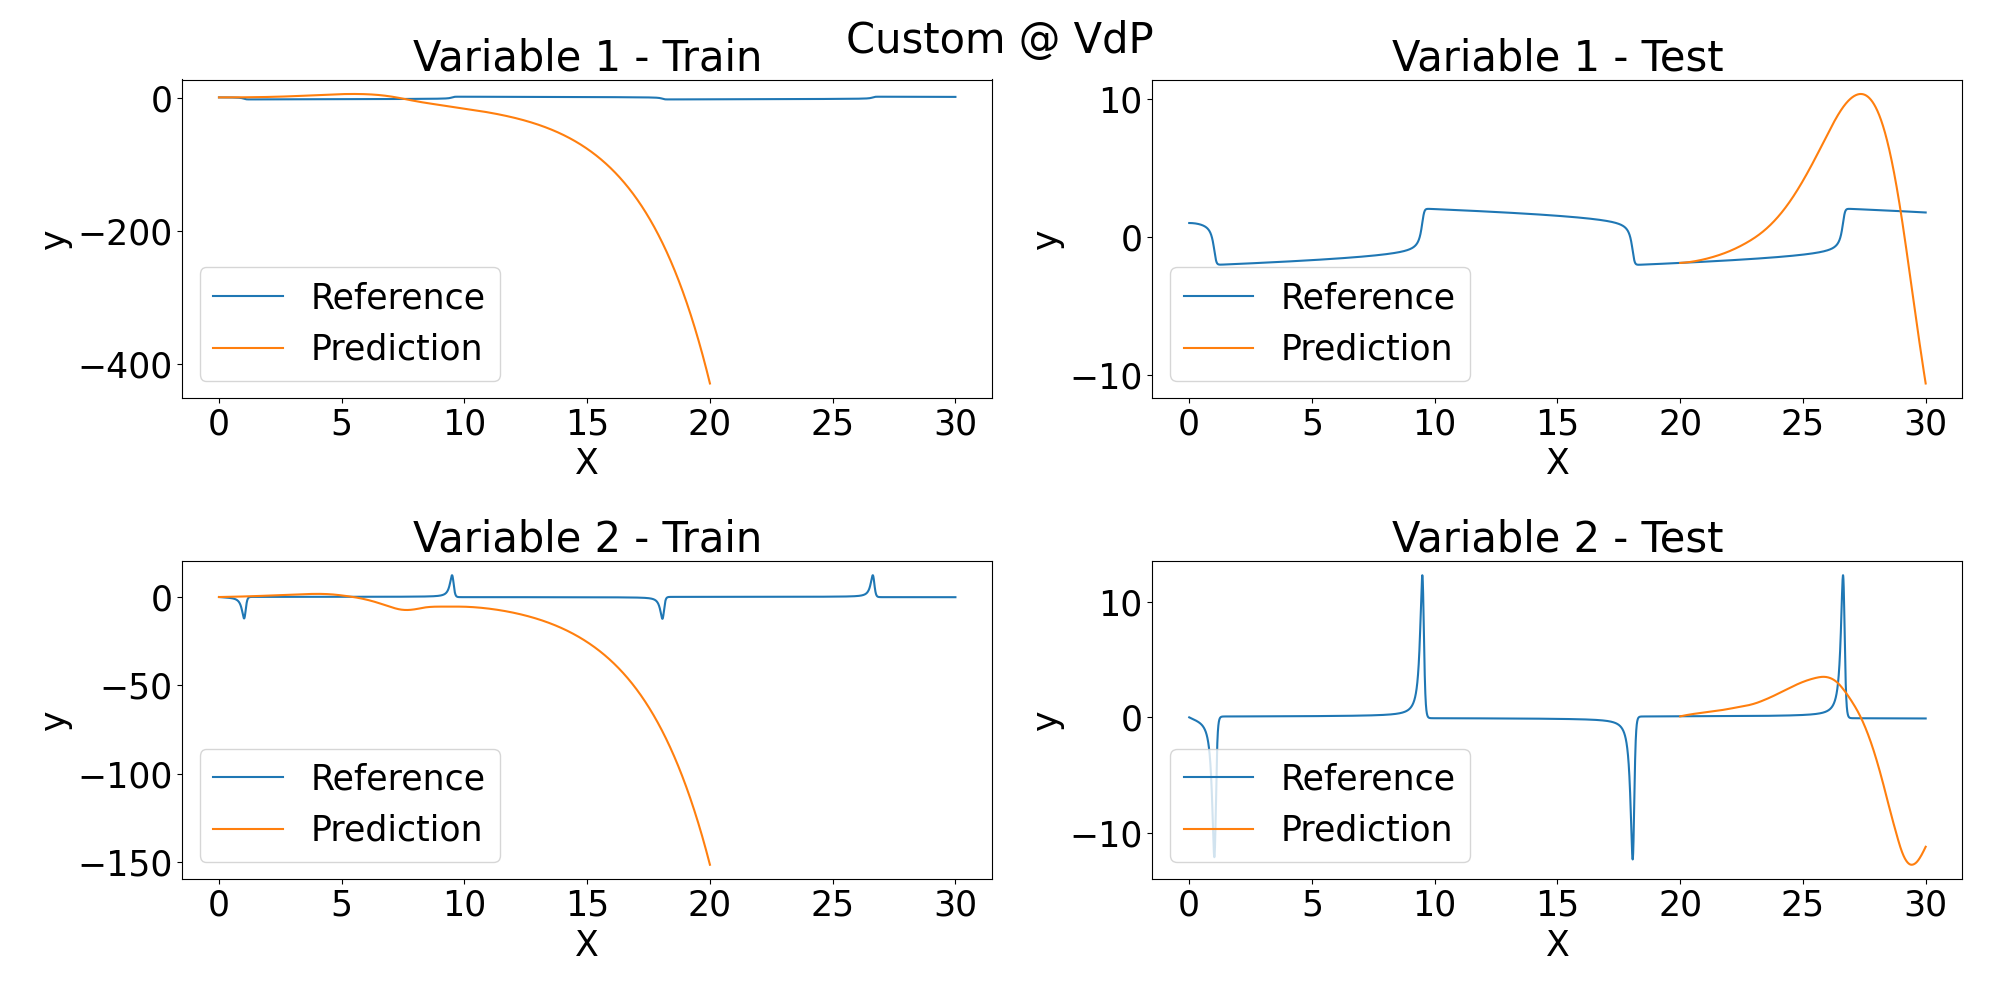 Custom @ VdP
Variable 1 - Train
0
−200
−400
y
Reference
Prediction
0 5 10 15 20 25 30
X
Variable 1 - Test
10
0
−10
y
Reference
Prediction
0 5 10 15 20 25 30
X
Variable 2 - Train
0
−50
−100
−150
y
Reference
Prediction
0 5 10 15 20 25 30
X
Variable 2 - Test
10
0
−10
y
Reference
Prediction
0 5 10 15 20 25 30
X